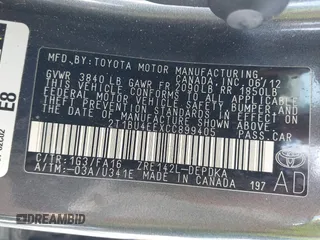 MFD. BY: TOYOTA MOTOR MANUFACTURING
CANADA, INC. 06/12
GVWR 3840 LB GAWR FR 2090LB RR 1850LB
THIS VEHICLE CONFORMS TO ALL APPLICABLE
FEDERAL MOTOR VEHICLE SAFETY, BUMPER, AND
THEFT PREVENTION STANDARDS IN EFFECT ON
THE DATE OF MANUFACTURE SHOWN ABOVE.
2T1BU4EEXCC899405 PASS.CAR
C/TR:1G3/FA16 ZRE142L-DEPDKA
A/TM:-03A/U341E MADE IN CANADA 197
AD
E8
DREAMBID